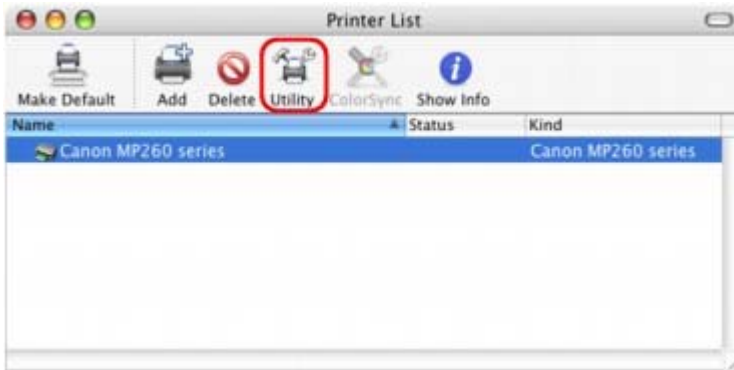 Printer List
Make Default Add Delete Utility ColorSync Show Info
Name Status Kind
Canon MP260 series Canon MP260 series